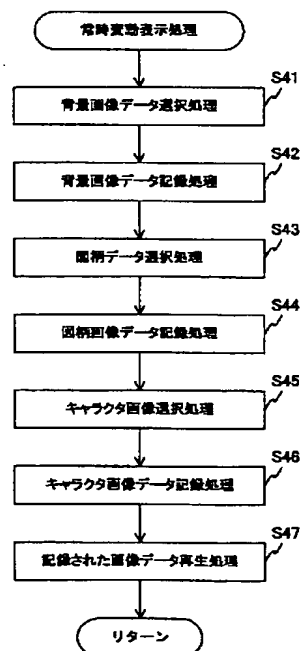 常時変動表示処理
S41
背景画像データ選択処理
S42
背景画像データ記録処理
S43
図柄データ選択処理
S44
図柄画像データ記録処理
S45
キャラクタ画像選択処理
S46
キャラクタ画像データ記録処理
S47
記録された画像データ再生処理
リターン